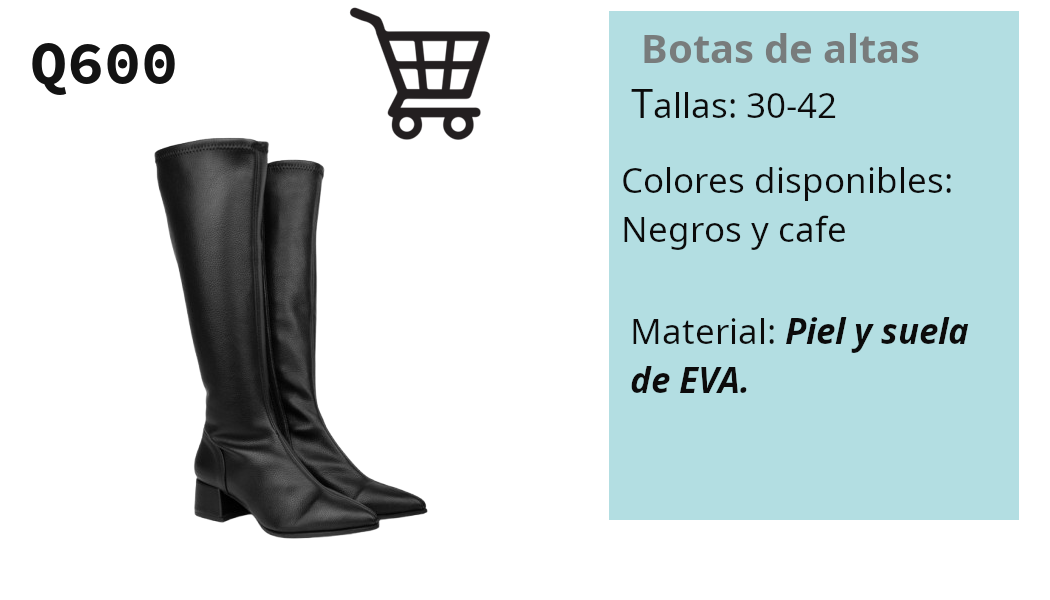 Q600
Botas de altas
Tallas: 30-42
Colores disponibles:
Negros y cafe
Material: Piel y suela
de EVA.